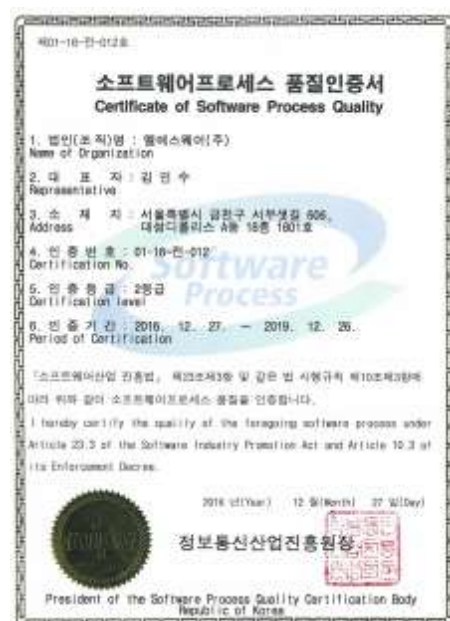 제01-16-전-012호
소프트웨어프로세스 품질인증서
Certificate of Software Process Quality
1. 법인(조직)명 : 엘에스웨어(주)
Name of Organization
2. 대 표 자 : 김민수
Representative
3. 소 재 지 : 서울특별시 금천구 서부샛길 606,
Address 대성디폴리스 A동 18층 1801호
4. 인 증 번 호 : 01-16-전-012
Certification No.
5. 인 증 등 급 : 2등급
Certification level
6. 인 증 기 간 : 2016. 12. 27. - 2019. 12. 26.
Period of Certification
Software
Process
「소프트웨어산업 진흥법」 제23조제3항 및 같은 법 시행규칙 제10조제3항에
따라 위와 같이 소프트웨어프로세스 품질을 인증합니다.
I hereby certify the quality of the foregoing software process under
Article 23.3 of the Software Industry Promotion Act and Article 10.3 of
its Enforcement Decree.
2016 년(Year) 12 월(Month) 27 일(Day)
정보통신산업진흥원장
President of the Software Process Quality Certification Body
Republic of Korea